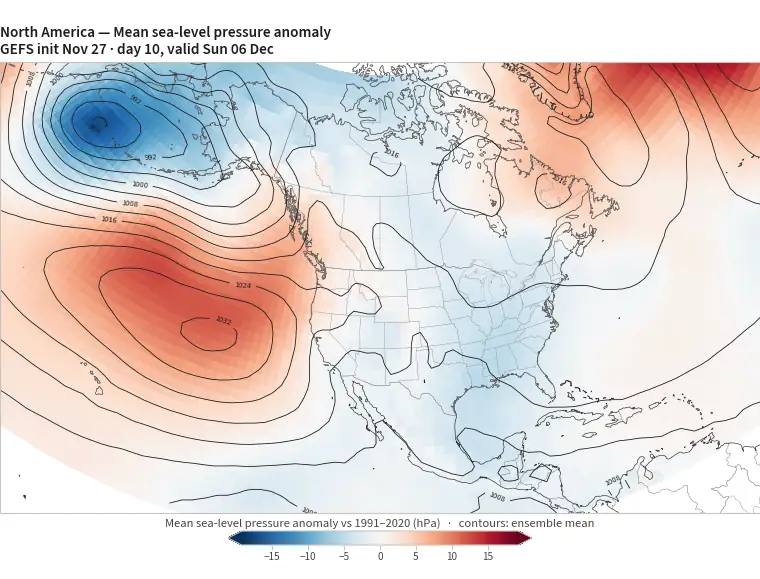 North America — Mean sea-level pressure anomaly
GEFS init Nov 27 · day 10, valid Sun 06 Dec
1008
992
1016
992
1000
1008
1016
1024
1032
1008
1008
Mean sea-level pressure anomaly vs 1991–2020 (hPa) · contours: ensemble mean
−15 −10 −5 0 5 10 15